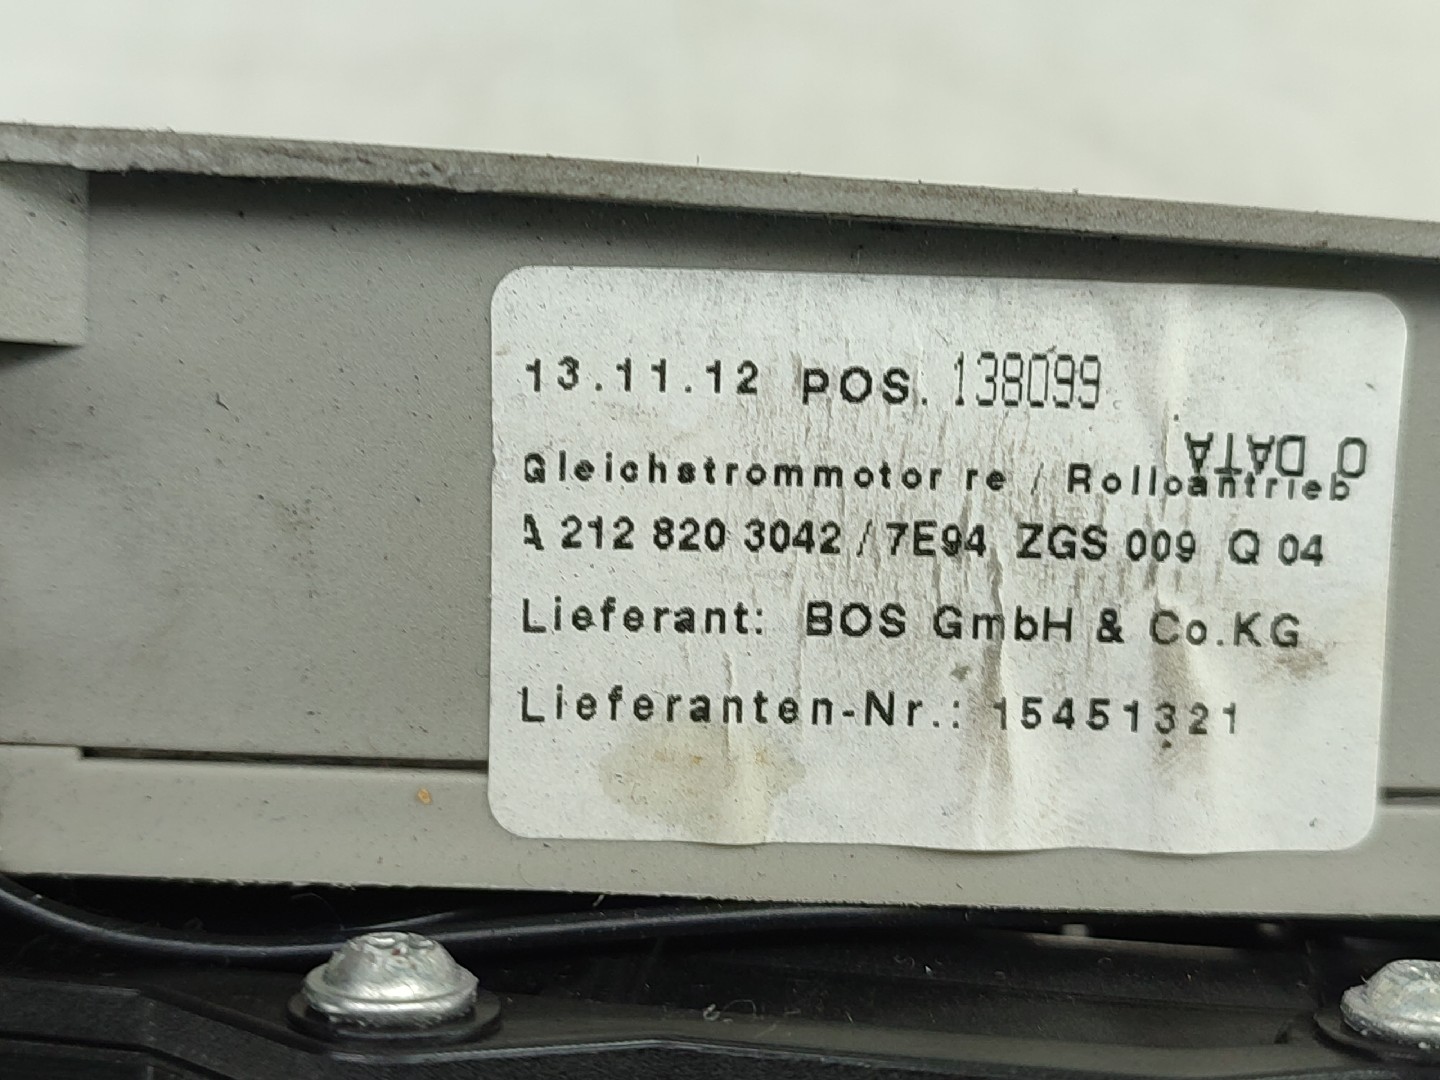 13.11.12 POS. 138099
O DATA
Gleichstrommotor re / Rolloantrieb
A 212 820 3042 / 7E94 ZGS 009 Q 04
Lieferant: BOS GmbH & Co.KG
Lieferanten-Nr.: 15451321